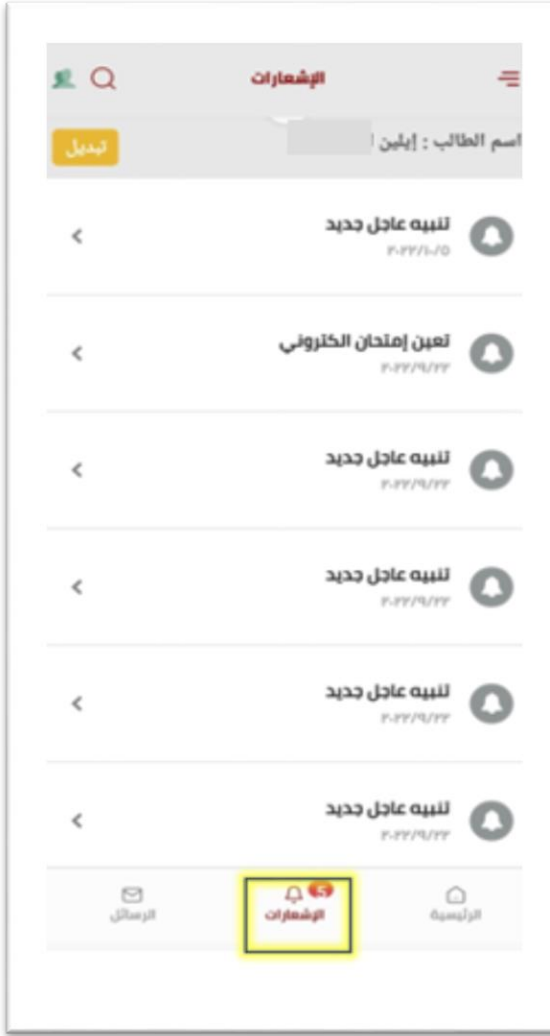 الإشعارات
اسم الطالب : إيلين
تبديل
تنبيه عاجل جديد
٢٠٢٢/١٠/٥
تعين إمتحان الكتروني
٢٠٢٢/٩/٢٢
تنبيه عاجل جديد
٢٠٢٢/٩/٢٢
تنبيه عاجل جديد
٢٠٢٢/٩/٢٢
تنبيه عاجل جديد
٢٠٢٢/٩/٢٢
تنبيه عاجل جديد
٢٠٢٢/٩/٢٢
الرئيسية
5
الإشعارات
الرسائل